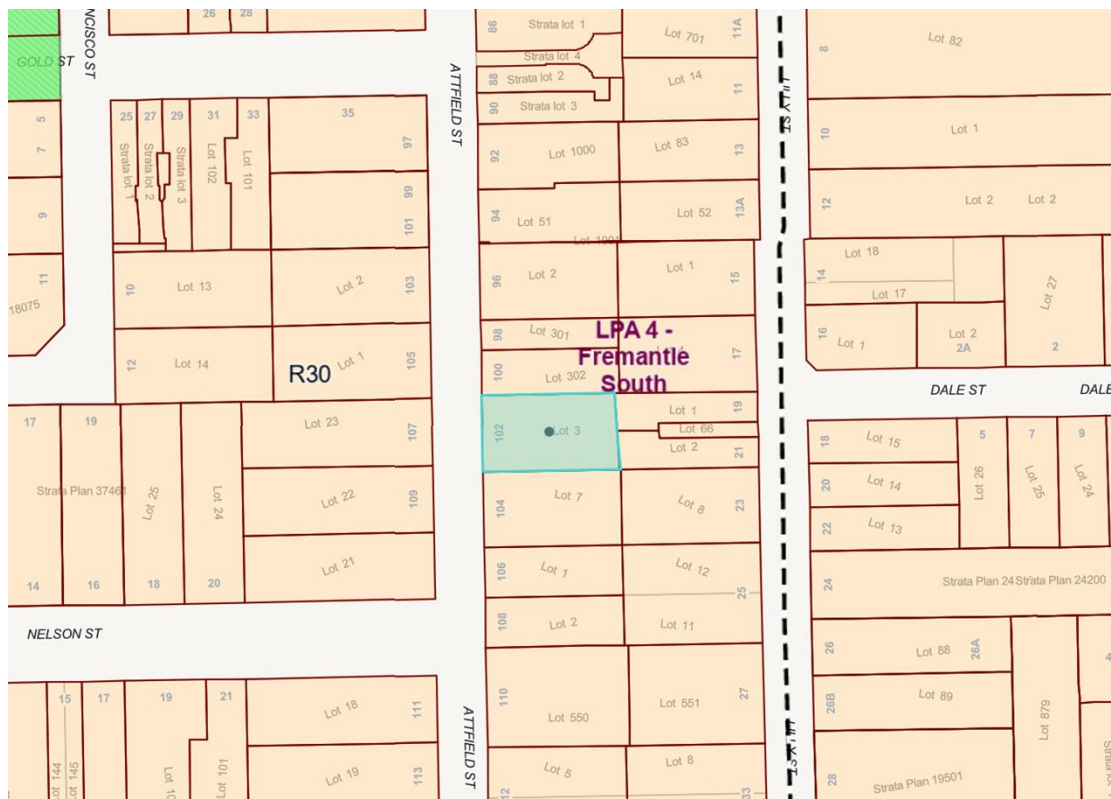 26
28
86
Strata lot 1
Lot 701
11A
8
Lot 82
GOLD ST
ATTFIELD ST
Strata lot 4
88
Strata lot 2
Lot 14
11
90
Strata lot 3
5
25
27
29
31
33
35
97
7
Strata lot 1
Strata lot 2
Strata lot 3
Lot 102
Lot 101
92
Lot 1000
Lot 83
13
10
Lot 1
99
9
101
94
Lot 51
Lot 52
13A
12
Lot 2
Lot 2
11
18075
10
Lot 13
Lot 2
103
96
Lot 2
Lot 1
15
14
Lot 18
Lot 17
Lot 27
98
Lot 301
16
Lot 1
Lot 2
2A
2
12
Lot 14
R30
Lot 1
105
100
Lot 302
LPA 4 -
Fremantle
South
17
DALE ST
17
19
Lot 23
107
102
Lot 3
Lot 1
19
Lot 66
Lot 2
21
18
Lot 15
5
7
9
Strata Plan 37461
Lot 25
Lot 24
Lot 22
109
104
Lot 7
Lot 8
23
20
Lot 14
Lot 26
Lot 25
Lot 24
22
Lot 13
14
16
18
20
Lot 21
106
Lot 1
Lot 12
25
24
Strata Plan 24
Strata Plan 24200
NELSON ST
108
Lot 2
Lot 11
26
Lot 88
26A
15
17
19
21
Lot 18
111
110
Lot 550
Lot 551
27
26B
Lot 89
Lot 879
ATTFIELD ST
Lot 101
Lot 19
113
Lot 5
Lot 8
33
28
Strata Plan 19501